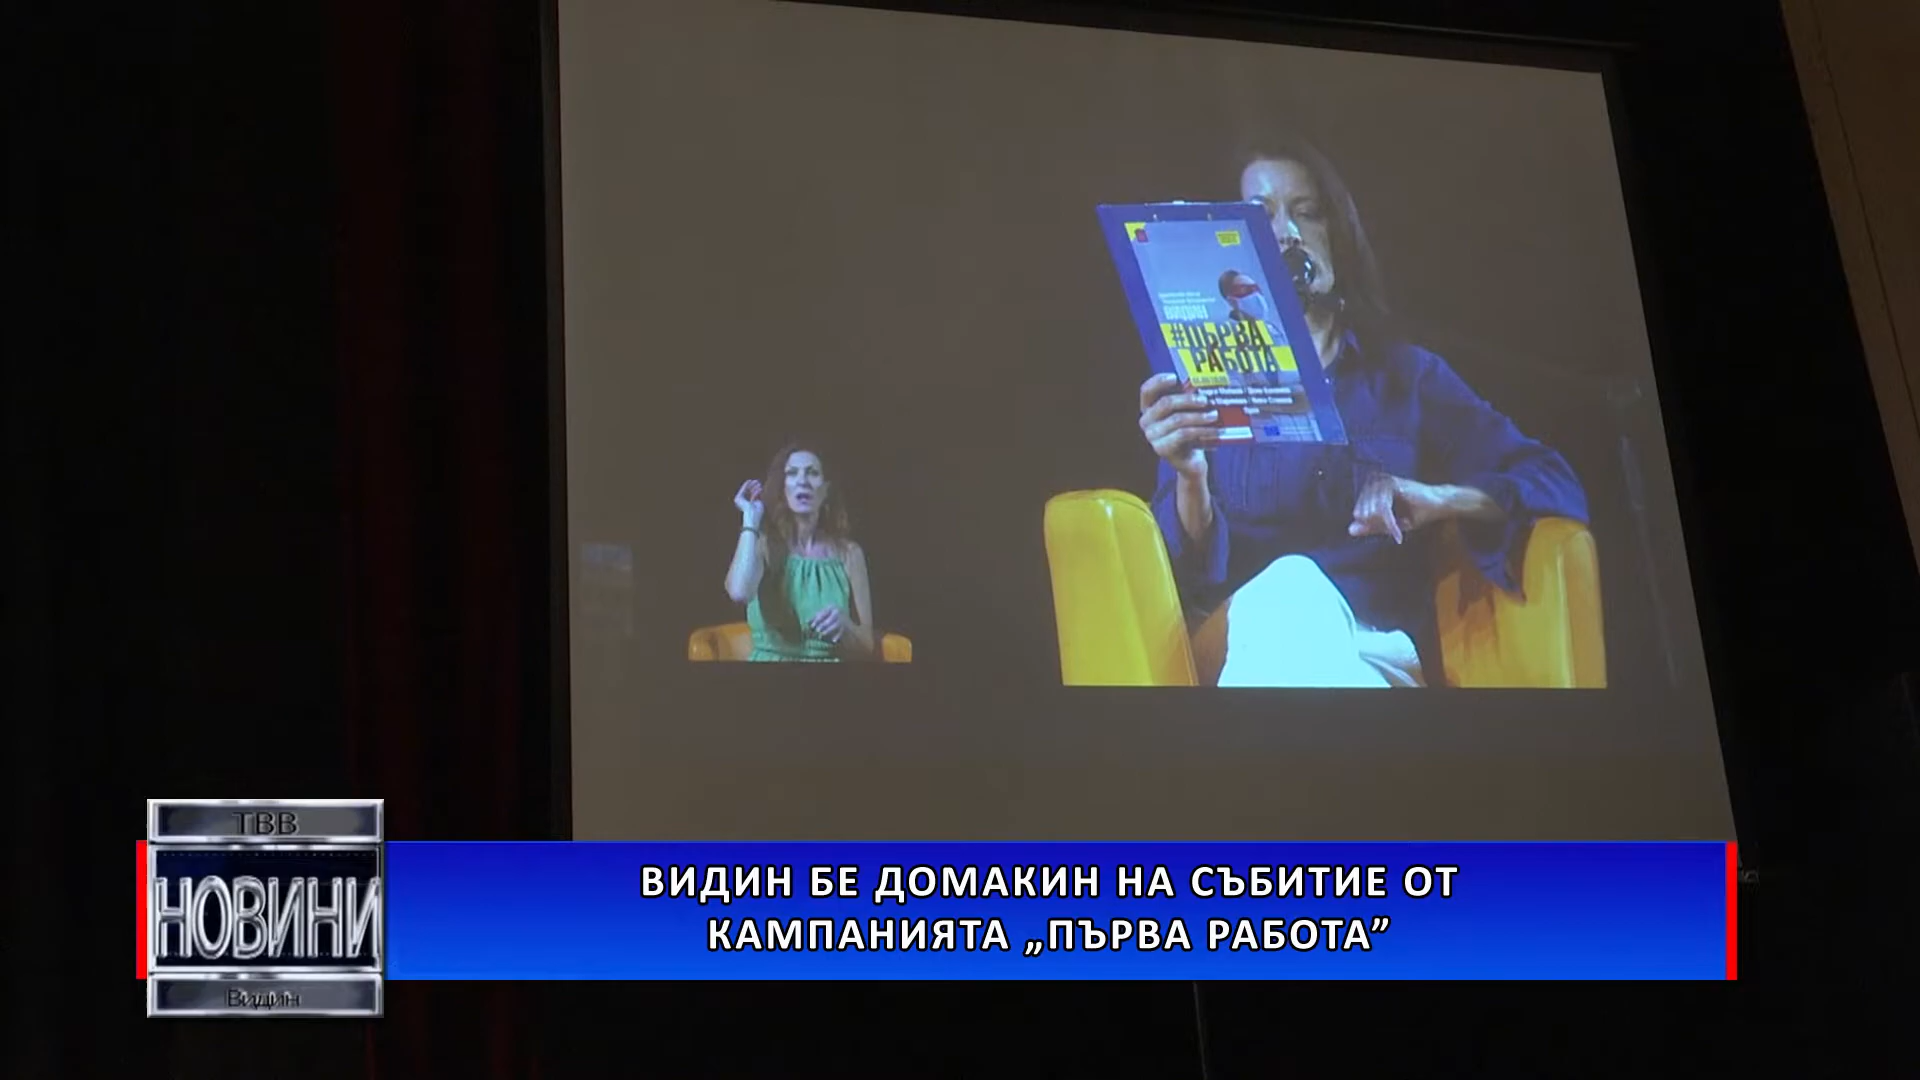 ВИДИН
#ПЪРВА
РАБОТА
ТВВ
НОВИНИ
Видин
ВИДИН БЕ ДОМАКИН НА СЪБИТИЕ ОТ
КАМПАНИЯТА „ПЪРВА РАБОТА”